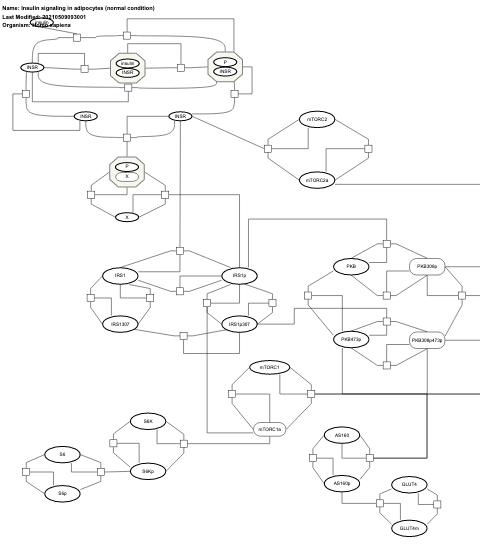 Name: Insulin signaling in adipocytes (normal condition)
Last Modified: 20210509093001
Organism: Homo sapiens
insulin
INSR
INSR
P
INSR
INSR
INSR
mTORC2
mTORC2a
P
X
X
IRS1
IRS1p
PKB
PKB308p
IRS1307
IRS1p307
PKB473p
PKB308p473p
mTORC1
mTORC1a
S6K
AS160
S6
S6Kp
AS160p
GLUT4
S6p
GLUT4m